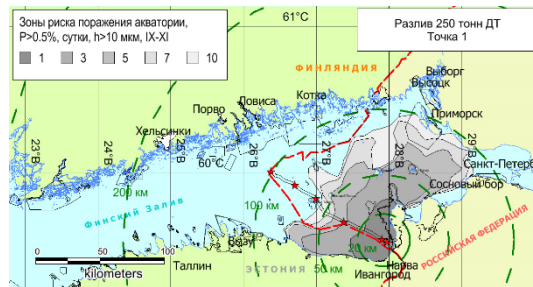 Зоны риска поражения акватории,
P>0.5%, сутки, h>10 мкм, IX-XI
1 3 5 7 10
61°С
Разлив 250 тонн ДТ
Точка 1
ФИНЛЯНДИЯ
Выборг
Высоцк
Котка
Ловиса
Порво
Приморск
Хельсинки
23°В
24°В
25°В
60°С
26°В
27°В
28°В
29°В
Санкт-Петерб
Сосновый бор
200 км
100 км
Финский Залив
20 км
50 км
РОССИЙСКАЯ ФЕДЕРАЦИЯ
0 50 100
kilometers
Таллин
ЭСТОНИЯ
Нарва
Ивангород